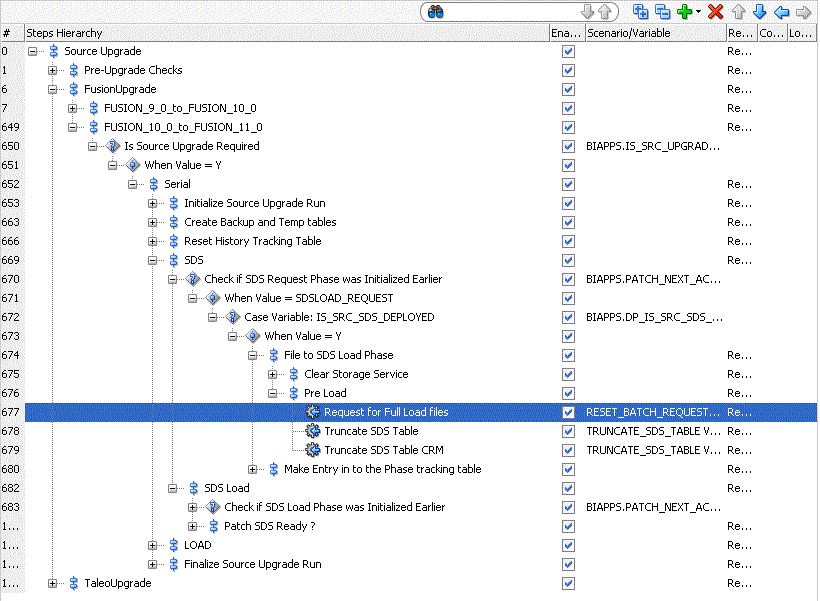 # Steps Hierarchy Ena... Scenario/Variable Re... Co... Lo...
0 Source Upgrade Re...
1 Pre-Upgrade Checks Re...
6 FusionUpgrade Re...
7 FUSION_9_0_to_FUSION_10_0 Re...
649 FUSION_10_0_to_FUSION_11_0 Re...
650 Is Source Upgrade Required BIAPPS.IS_SRC_UPGRAD...
651 When Value = Y
652 Serial Re...
653 Initialize Source Upgrade Run Re...
663 Create Backup and Temp tables Re...
666 Reset History Tracking Table Re...
669 SDS Re...
670 Check if SDS Request Phase was Initialized Earlier BIAPPS.PATCH_NEXT_AC...
671 When Value = SDSLOAD_REQUEST
672 Case Variable: IS_SRC_SDS_DEPLOYED BIAPPS.DP_IS_SRC_SDS_...
673 When Value = Y
674 File to SDS Load Phase Re...
675 Clear Storage Service Re...
676 Pre Load Re...
677 Request for Full Load files RESET_BATCH_REQUEST... Re...
678 Truncate SDS Table TRUNCATE_SDS_TABLE V... Re...
679 Truncate SDS Table CRM TRUNCATE_SDS_TABLE V... Re...
680 Make Entry in to the Phase tracking table Re...
682 SDS Load Re...
683 Check if SDS Load Phase was Initialized Earlier BIAPPS.PATCH_NEXT_AC...
1... Patch SDS Ready ? Re...
1... LOAD Re...
1... Finalize Source Upgrade Run Re...
1... TaleoUpgrade Re...